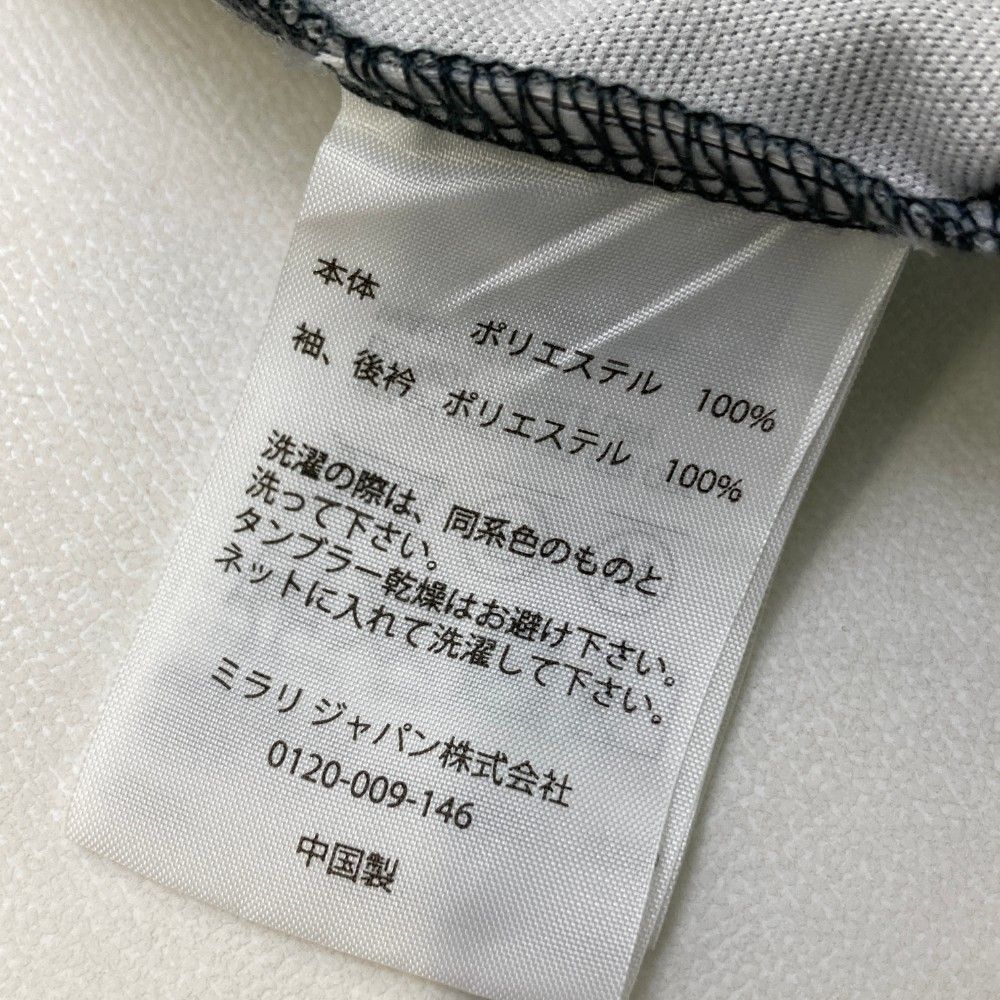 本体 ポリエステル 100%
袖、後衿 ポリエステル 100%
洗濯の際は、同系色のものと
洗って下さい。
タンブラー乾燥はお避け下さい。
ネットに入れて洗濯して下さい。
ミラリ ジャパン株式会社
0120-009-146
中国製